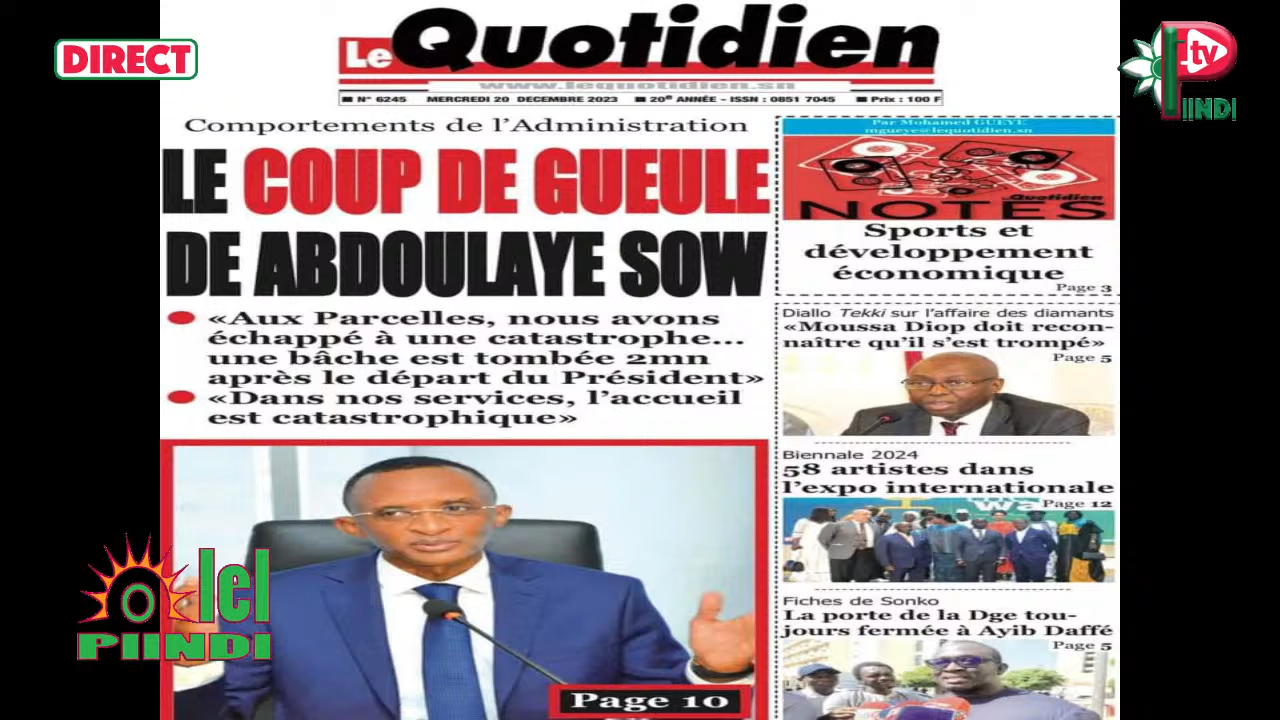 DIRECT
Le Quotidien
www.lequotidien.sn
N° 6245 MERCREDI 20 DECEMBRE 2023 20e ANNÉE - ISSN : 0851 7045 Prix : 100 F
tv
PIINDI
Comportements de l'Administration
LE COUP DE GUEULE
DE ABDOULAYE SOW
«Aux Parcelles, nous avons
échappé à une catastrophe...
une bâche est tombée 2mn
après le départ du Président»
«Dans nos services, l'accueil
est catastrophique»
Page 10
olel
PIINDI
Par Mohamed GUEYE
mgueye@lequotidien.sn
Quotidien
NOTES
Sports et
développement
économique
Page 3
Diallo Tekki sur l'affaire des diamants
«Moussa Diop doit recon-
naître qu'il s'est trompé»
Page 5
Biennale 2024
58 artistes dans
l'expo internationale
Page 12
Fiches de Sonko
La porte de la Dge tou-
jours fermée à Ayib Daffé
Page 5